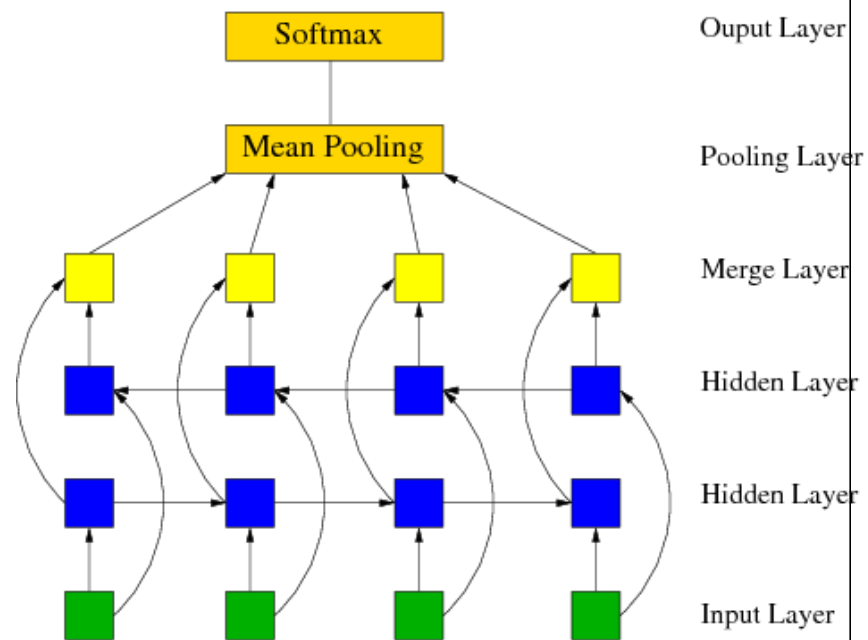 Softmax
Ouput Layer
Mean Pooling
Pooling Layer
Merge Layer
Hidden Layer
Hidden Layer
Input Layer